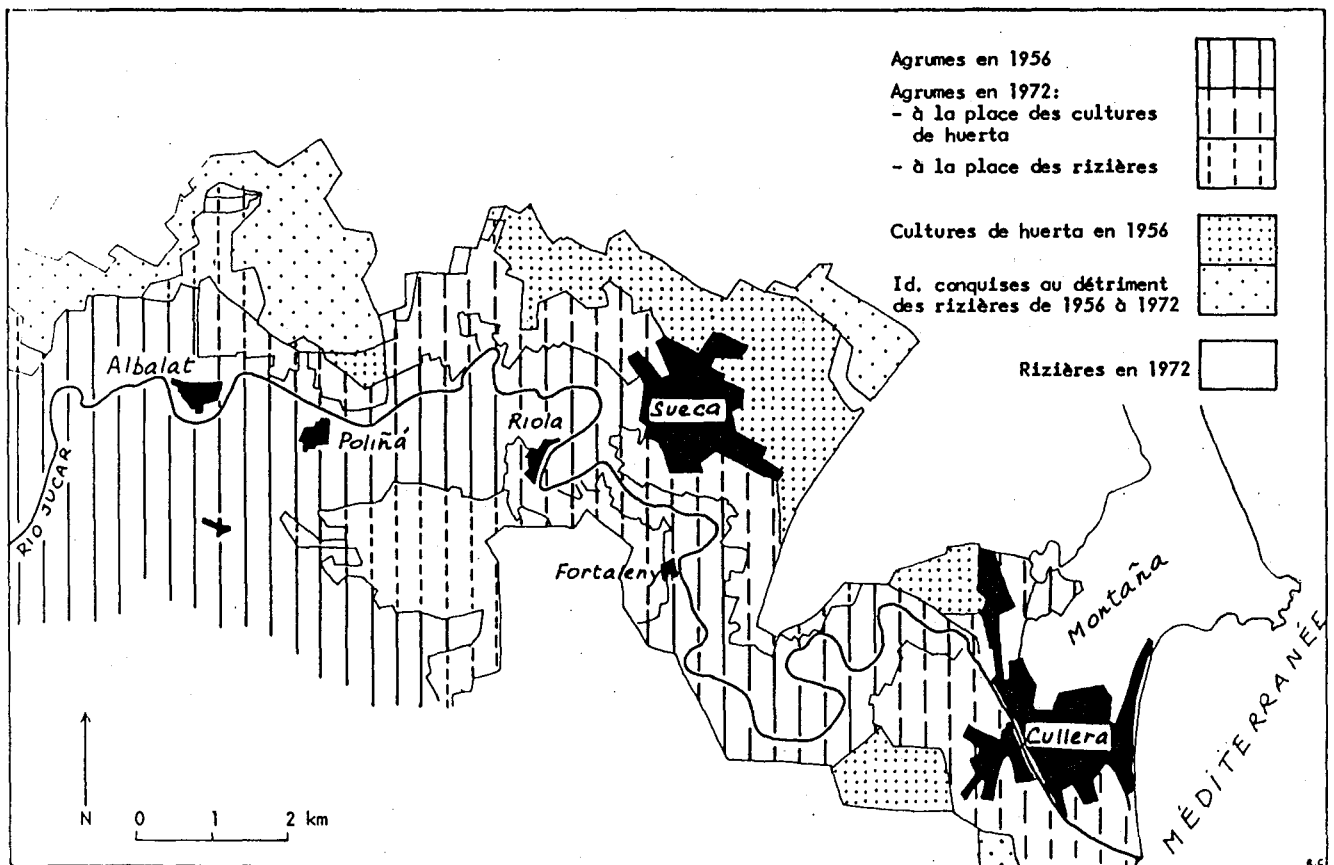 Agrumes en 1956
Agrumes en 1972:
- à la place des cultures
de huerta
- à la place des rizières
Cultures de huerta en 1956
Id. conquises au détriment
des rizières de 1956 à 1972
Rizières en 1972
Albalat
Poliñá
Riola
Sueca
RIO JUCAR
Fortaleny
Montaña
Cullera
MÉDITERRANÉE
N
0 1 2 km